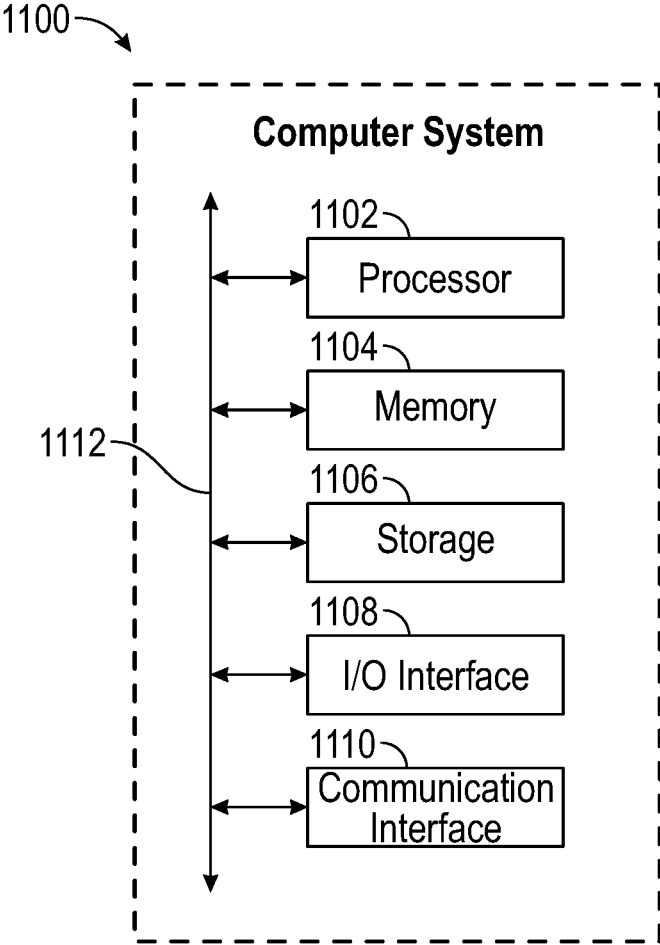 1100
Computer System
1102
Processor
1104
Memory
1112
1106
Storage
1108
I/O Interface
1110
Communication
Interface